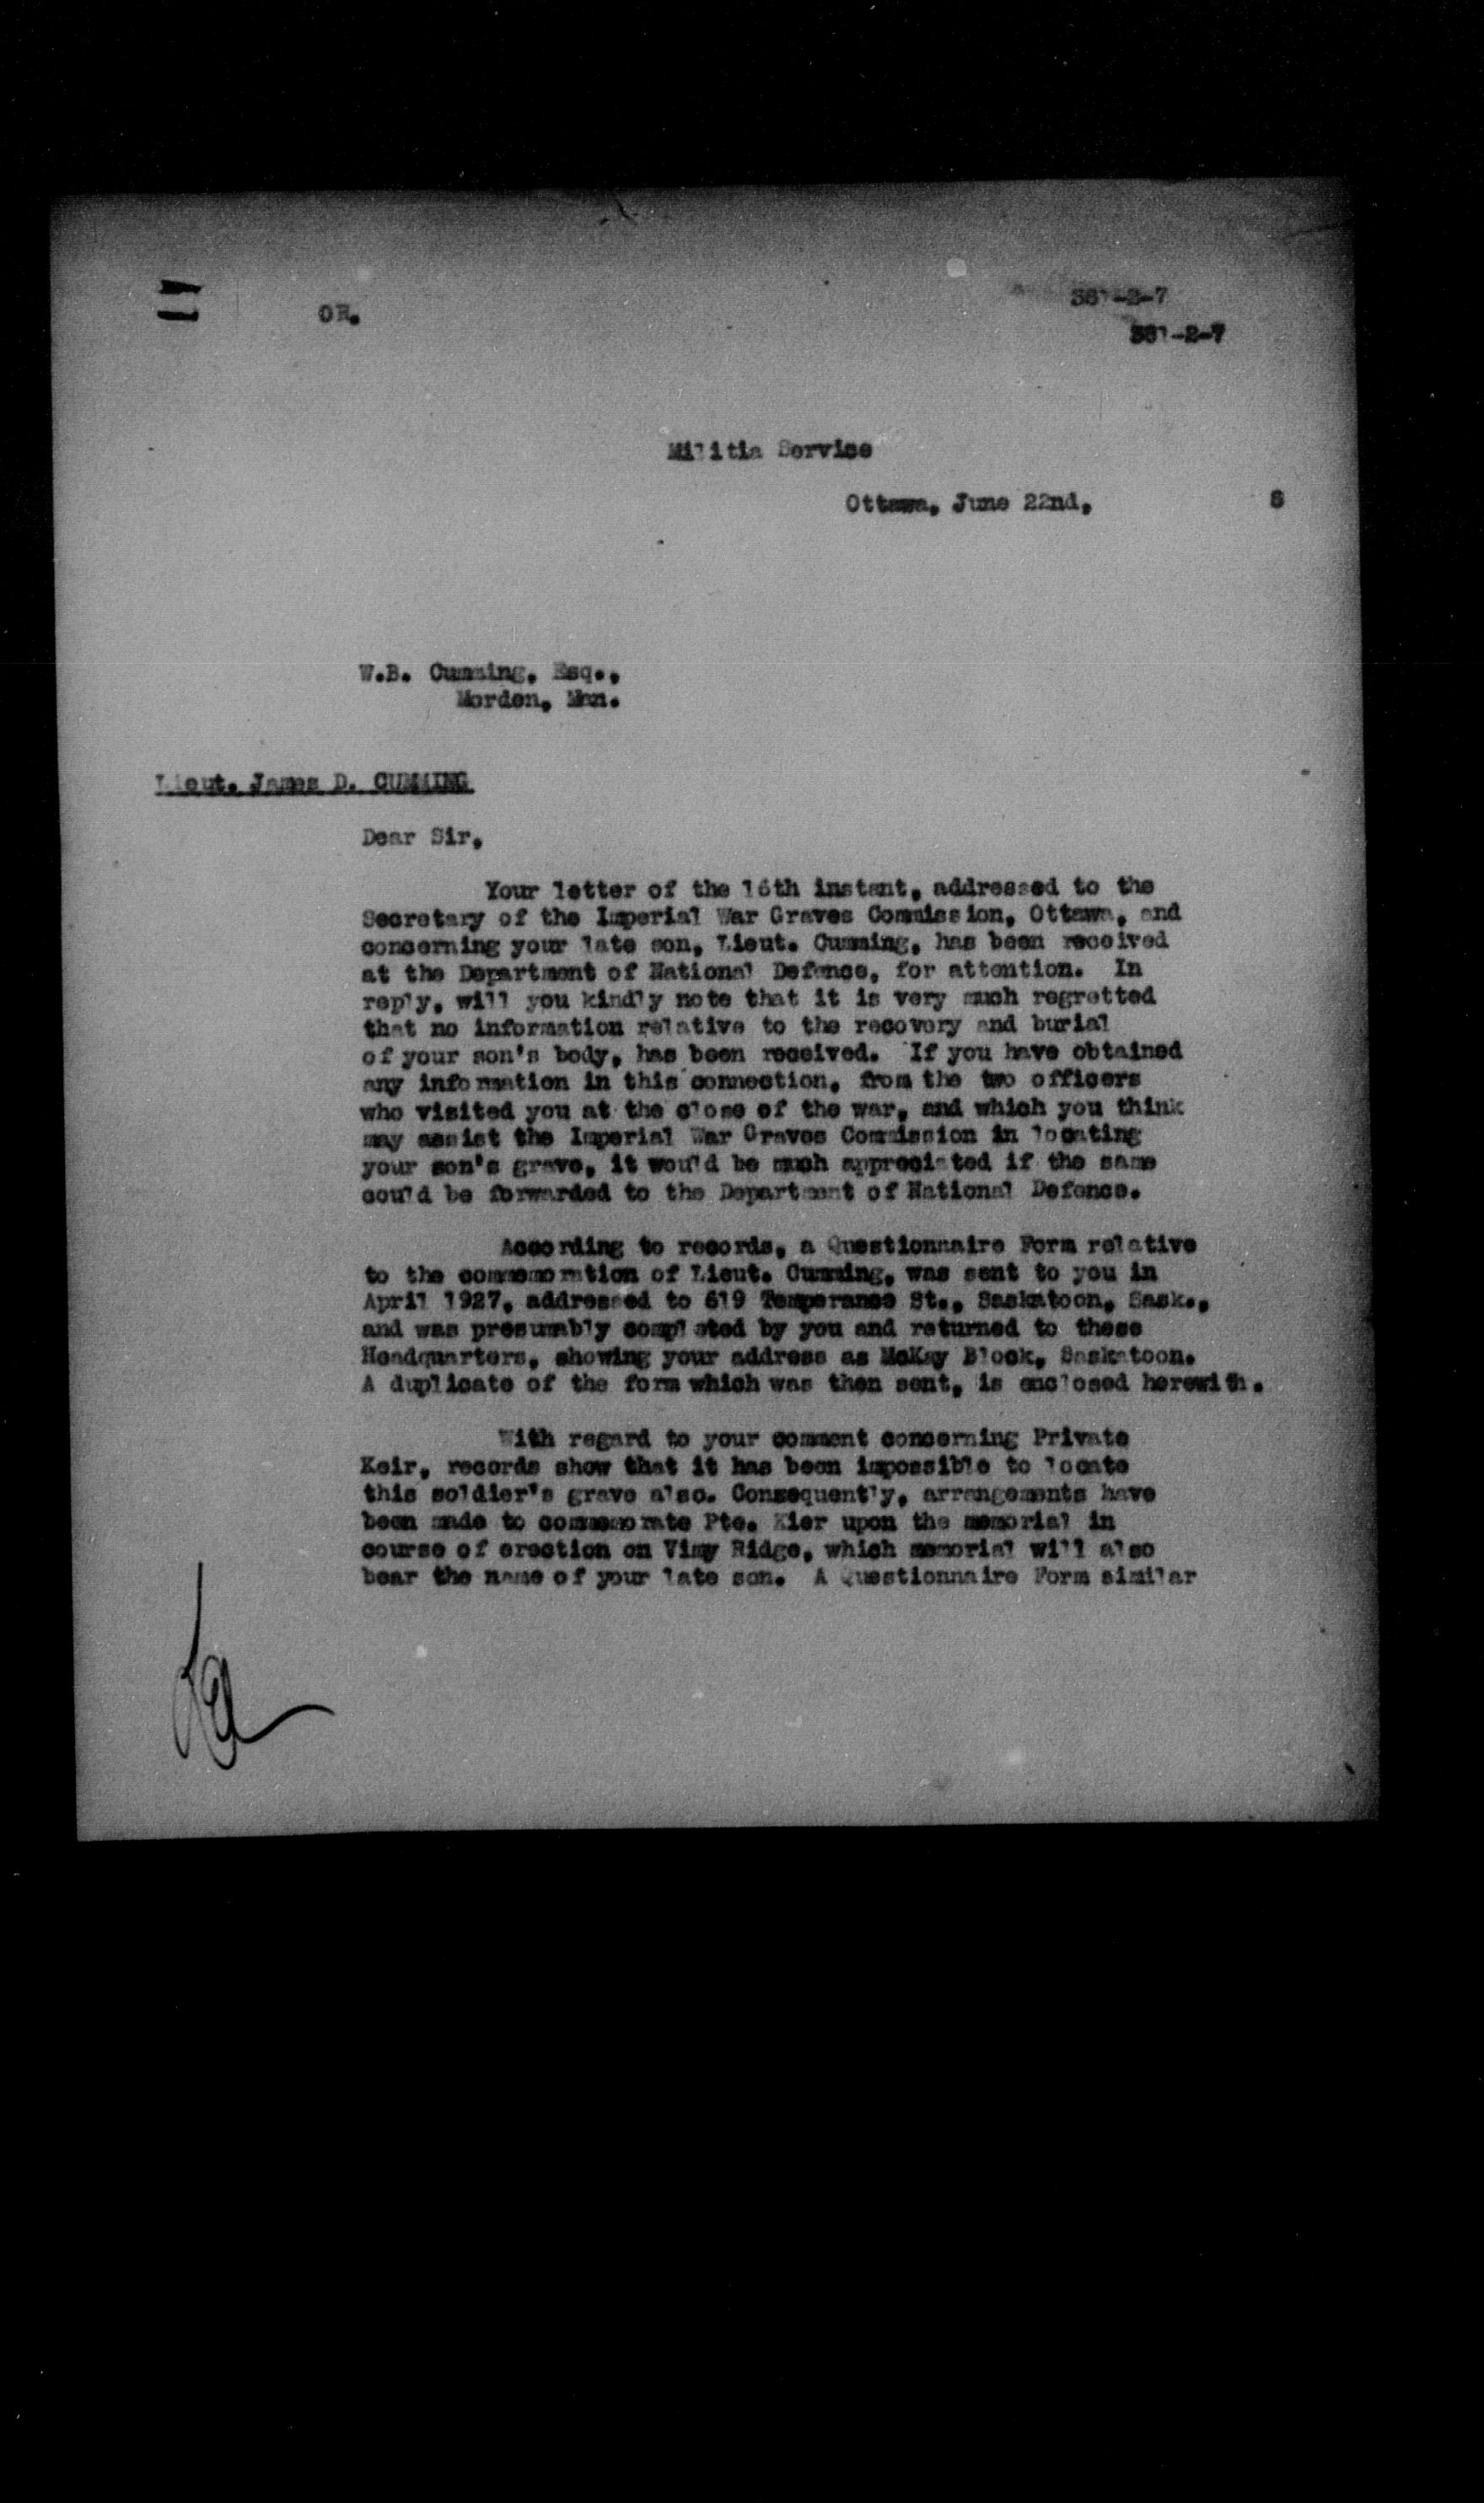 OR.
361-2-7
361-2-7
Militia Service
Ottawa, June 22nd, 8
W.B. Cumming, Esq.,
Morden, Man.
Lieut. James D. CUMMING
Dear Sir,
Your letter of the 16th instant, addressed to the
Secretary of the Imperial War Graves Commission, Ottawa, and
concerning your late son, Lieut. Cumming, has been received
at the Department of National Defence, for attention. In
reply, will you kindly note that it is very much regretted
that no information relative to the recovery and burial
of your son's body, has been received. If you have obtained
any information in this connection, from the two officers
who visited you at the close of the war, and which you think
may assist the Imperial War Graves Commission in locating
your son's grave, it would be much appreciated if the same
could be forwarded to the Department of National Defence.
According to records, a Questionnaire Form relative
to the commemoration of Lieut. Cumming, was sent to you in
April 1927, addressed to 619 Temperance St., Saskatoon, Sask.,
and was presumably completed by you and returned to these
Headquarters, showing your address as McKay Block, Saskatoon.
A duplicate of the form which was then sent, is enclosed herewith.
With regard to your comment concerning Private
Keir, records show that it has been impossible to locate
this soldier's grave also. Consequently, arrangements have
been made to commemorate Pte. Kier upon the memorial in
course of erection on Vimy Ridge, which memorial will also
bear the name of your late son. A Questionnaire Form similar